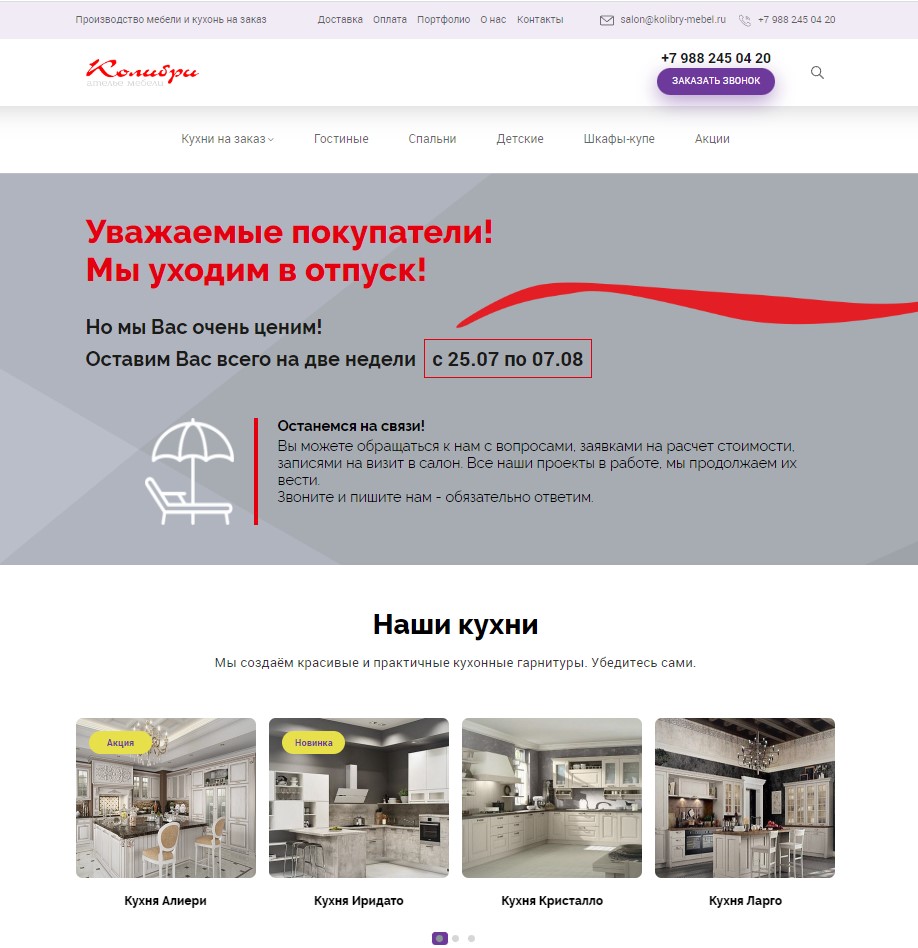 Производство мебели и кухонь на заказ
Доставка Оплата Портфолио О нас Контакты
salon@kolibry-mebel.ru
+7 988 245 04 20
Колибри
ателье мебели
+7 988 245 04 20
ЗАКАЗАТЬ ЗВОНОК
Кухни на заказ Гостиные Спальни Детские Шкафы-купе Акции
Уважаемые покупатели!
Мы уходим в отпуск!
Но мы Вас очень ценим!
Оставим Вас всего на две недели с 25.07 по 07.08
Останемся на связи!
Вы можете обращаться к нам с вопросами, заявками на расчет стоимости,
записями на визит в салон. Все наши проекты в работе, мы продолжаем их
вести.
Звоните и пишите нам - обязательно ответим.
Наши кухни
Мы создаём красивые и практичные кухонные гарнитуры. Убедитесь сами.
Акция
Новинка
Кухня Алиери
Кухня Иридато
Кухня Кристалло
Кухня Ларго